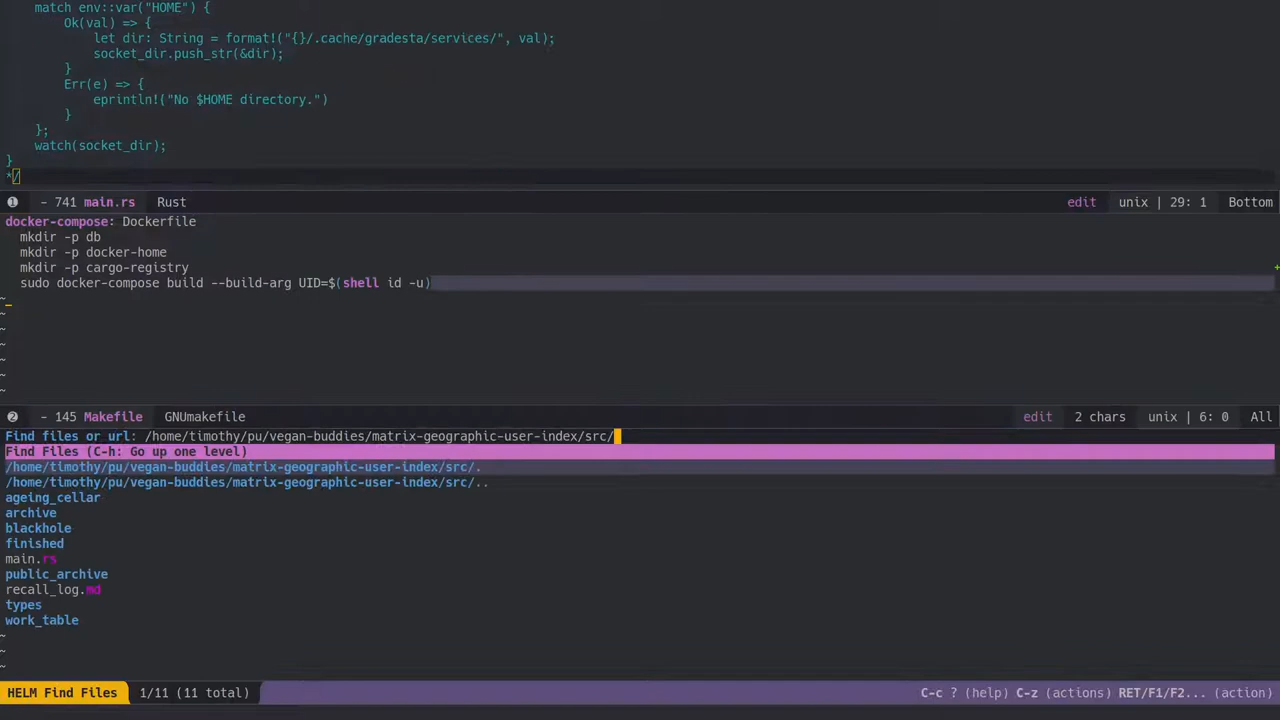 match env::var("HOME") {
Ok(val) => {
let dir: String = format!("{}/.cache/gradesta/services/", val);
socket_dir.push_str(&dir);
}
Err(e) => {
eprintln!("No $HOME directory.")
}
};
watch(socket_dir);
}
*/
❶ - 741 main.rs Rust edit unix | 29: 1 Bottom
docker-compose: Dockerfile
mkdir -p db
mkdir -p docker-home
mkdir -p cargo-registry
sudo docker-compose build --build-arg UID=$(shell id -u)
~
~
~
~
~
~
~
❷ - 145 Makefile GNUmakefile edit 2 chars unix | 6: 0 All
Find files or url: /home/timothy/pu/vegan-buddies/matrix-geographic-user-index/src/
Find Files (C-h: Go up one level)
/home/timothy/pu/vegan-buddies/matrix-geographic-user-index/src/.
/home/timothy/pu/vegan-buddies/matrix-geographic-user-index/src/..
ageing_cellar
archive
blackhole
finished
main.rs
public_archive
recall_log.md
types
work_table
~
~
~
HELM Find Files 1/11 (11 total) C-c ? (help) C-z (actions) RET/F1/F2... (action)